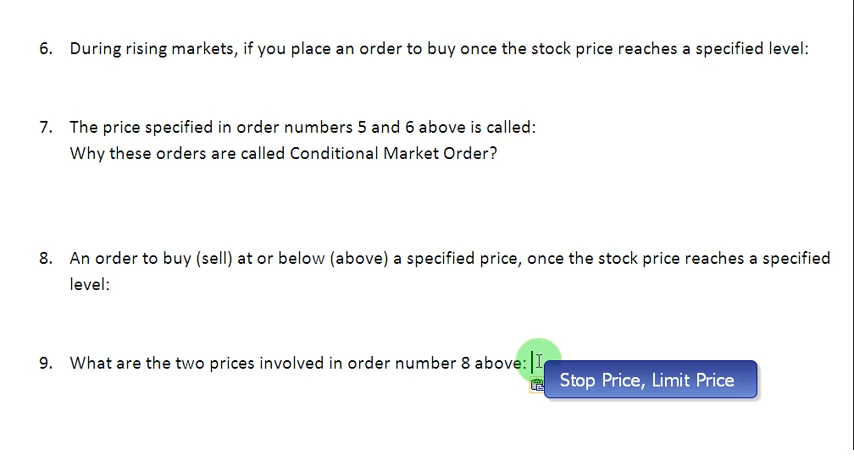 6. During rising markets, if you place an order to buy once the stock price reaches a specified level:
7. The price specified in order numbers 5 and 6 above is called:
Why these orders are called Conditional Market Order?
8. An order to buy (sell) at or below (above) a specified price, once the stock price reaches a specified
level:
9. What are the two prices involved in order number 8 above:
Stop Price, Limit Price